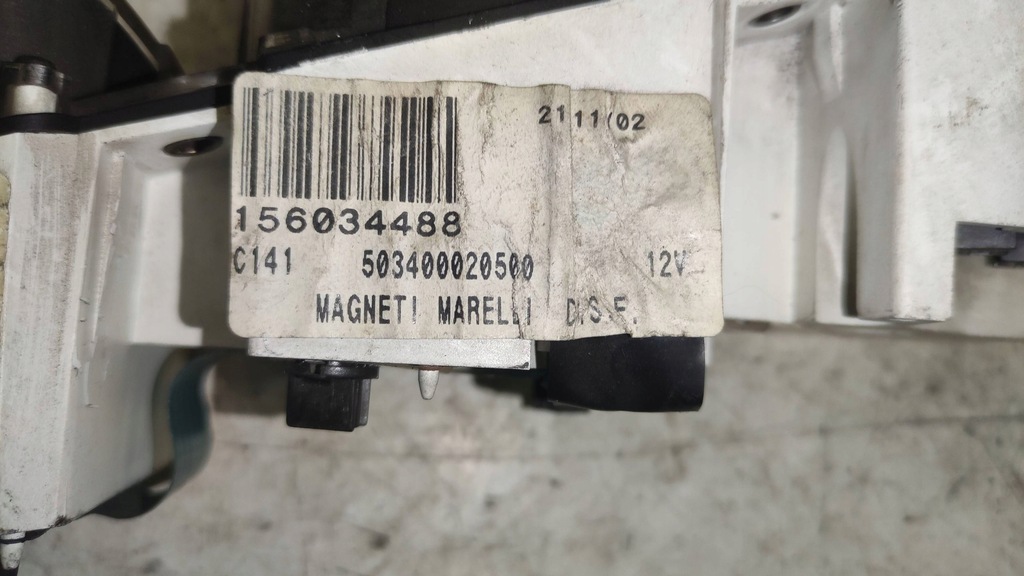 21 11/02
156034488
C141 503400020500 12V
MAGNETI MARELLI D.S.E.